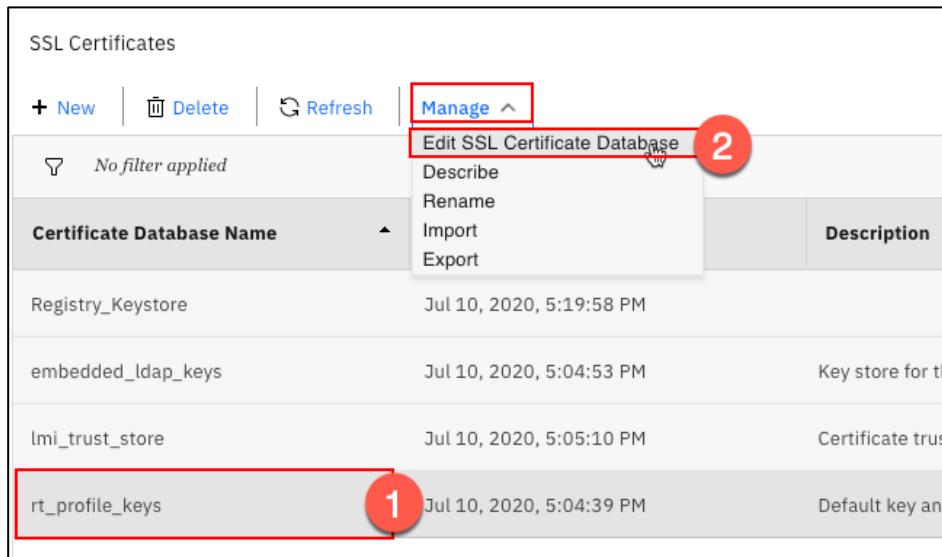 SSL Certificates
+ New Delete Refresh Manage
Edit SSL Certificate Database 2
No filter applied
Describe
Rename
Certificate Database Name Description
Import
Export
Registry_Keystore Jul 10, 2020, 5:19:58 PM
embedded_ldap_keys Jul 10, 2020, 5:04:53 PM Key store for
lmi_trust_store Jul 10, 2020, 5:05:10 PM Certificate
rt_profile_keys 1 Jul 10, 2020, 5:04:39 PM Default key